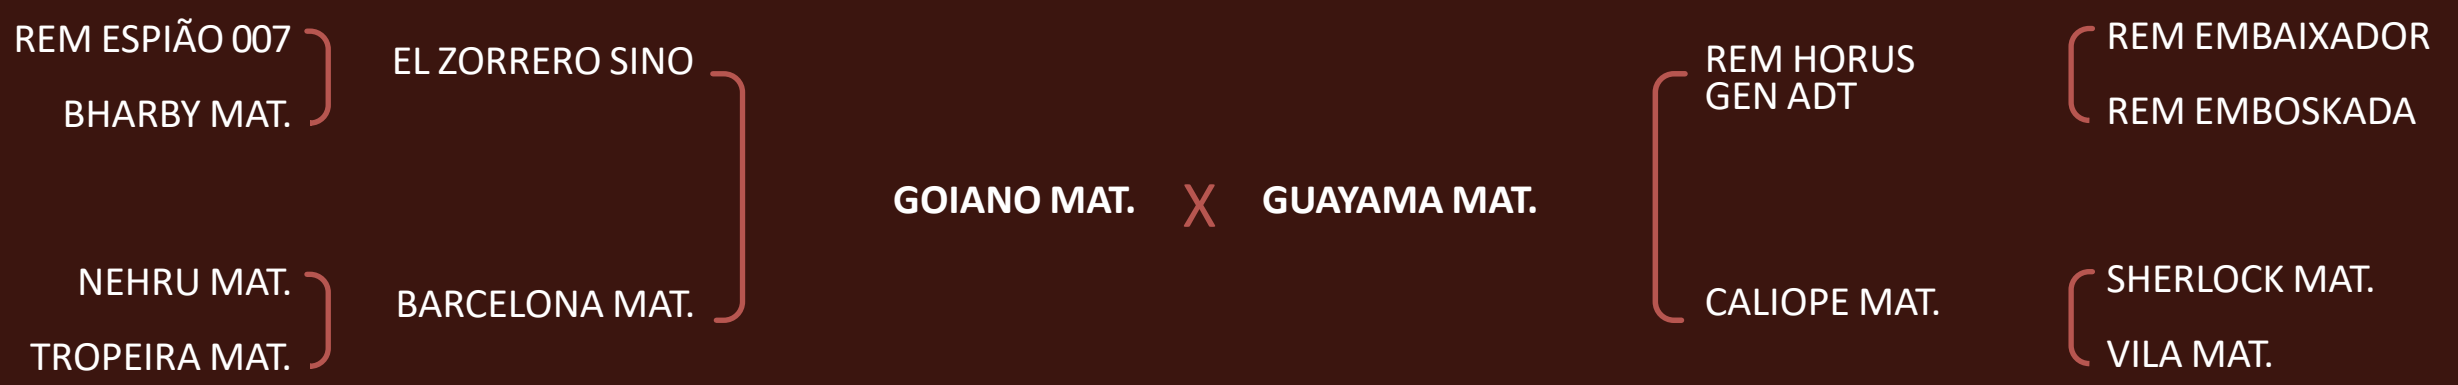 REM ESPIÃO 007
BHARBY MAT.
EL ZORRERO SINO
NEHRU MAT.
TROPEIRA MAT.
BARCELONA MAT.
GOIANO MAT. X GUAYAMA MAT.
REM HORUS
GEN ADT
REM EMBAIXADOR
REM EMBOSKADA
CALIOPE MAT.
SHERLOCK MAT.
VILA MAT.